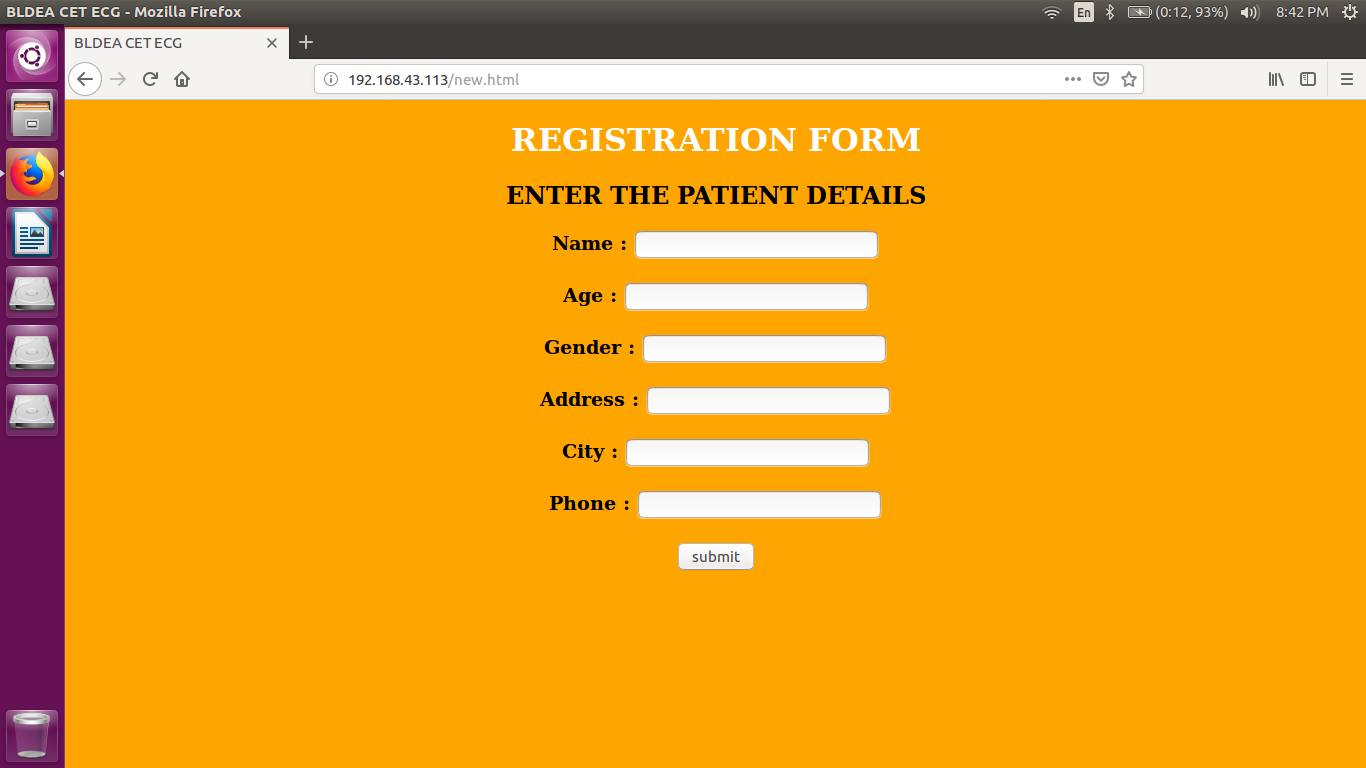 BLDEA CET ECG - Mozilla Firefox
En
(0:12, 93%)
8:42 PM
BLDEA CET ECG
192.168.43.113/new.html
REGISTRATION FORM
ENTER THE PATIENT DETAILS
Name :
Age :
Gender :
Address :
City :
Phone :
submit